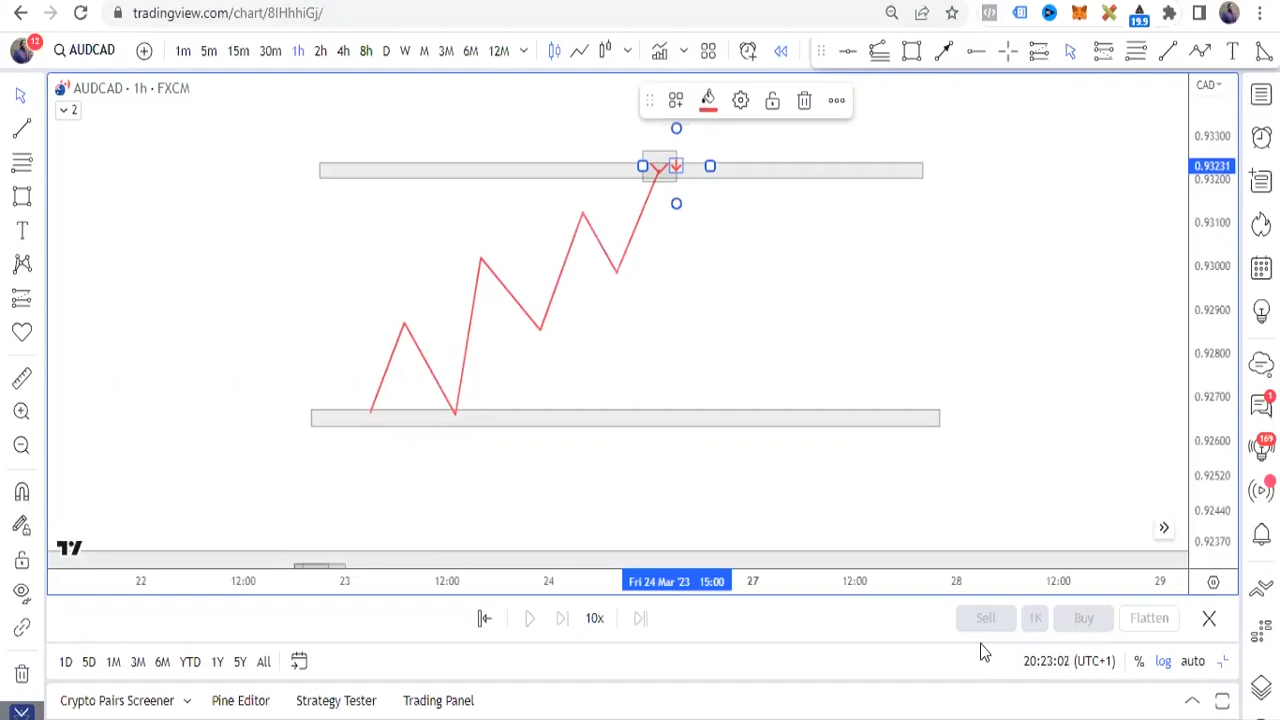 tradingview.com/chart/8IHhhiGj/
12
AUDCAD
1m 5m 15m 30m 1h 2h 4h 8h D W M 3M 6M 12M
19.9
AUDCAD · 1h · FXCM
2
CAD
0.93300
0.93231
0.93200
0.93100
0.93000
0.92900
0.92800
0.92700
0.92600
0.92520
0.92440
0.92370
1
169
22 12:00 23 12:00 24 Fri 24 Mar '23 15:00 27 12:00 28 12:00 29
10x
Sell 1K Buy Flatten
1D 5D 1M 3M 6M YTD 1Y 5Y All
20:23:02 (UTC+1) % log auto
Crypto Pairs Screener Pine Editor Strategy Tester Trading Panel